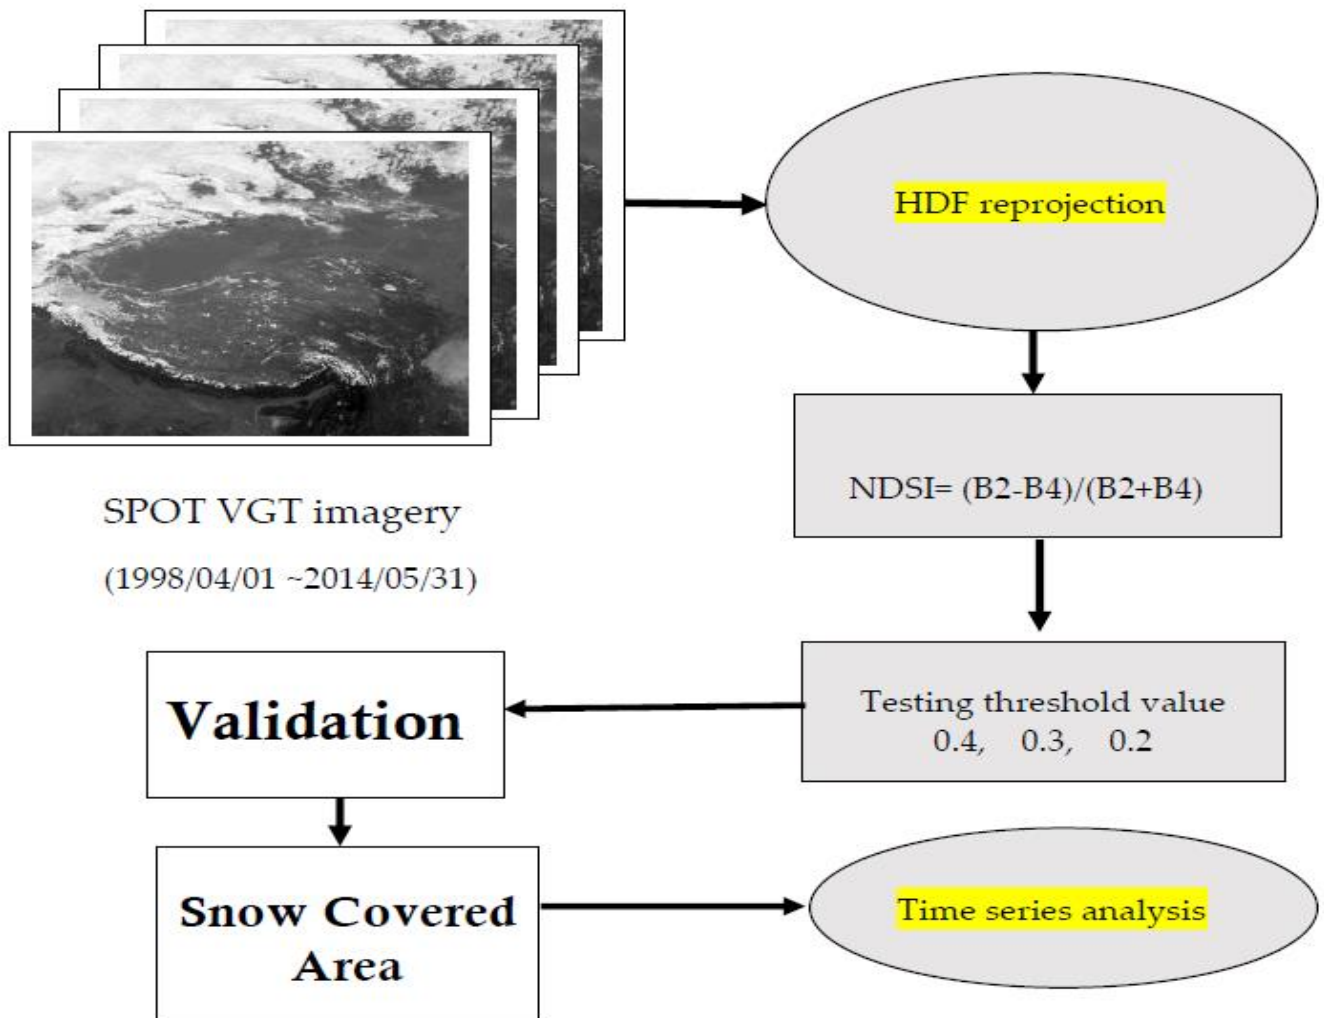 HDF reprojection
NDSI= (B2-B4)/(B2+B4)
SPOT VGT imagery
(1998/04/01 ~2014/05/31)
Testing threshold value
0.4, 0.3, 0.2
Validation
Snow Covered
Area
Time series analysis